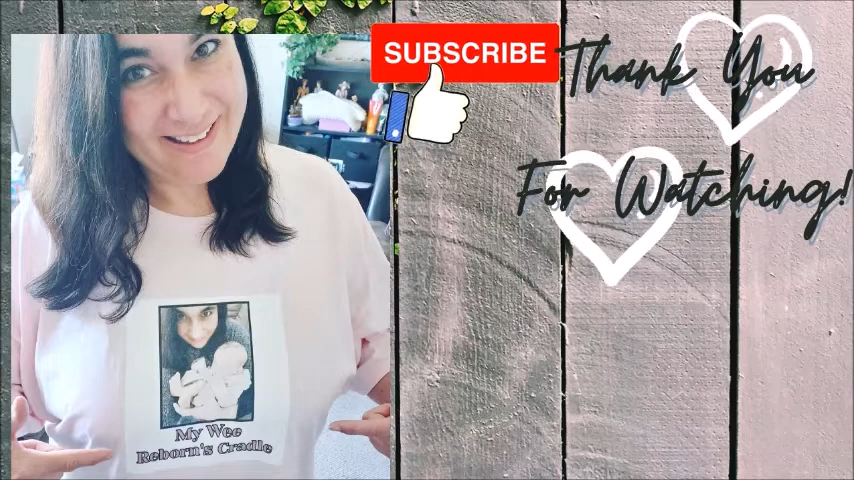 SUBSCRIBE
Thank You
For Watching!
My Wee
Reborn's Cradle